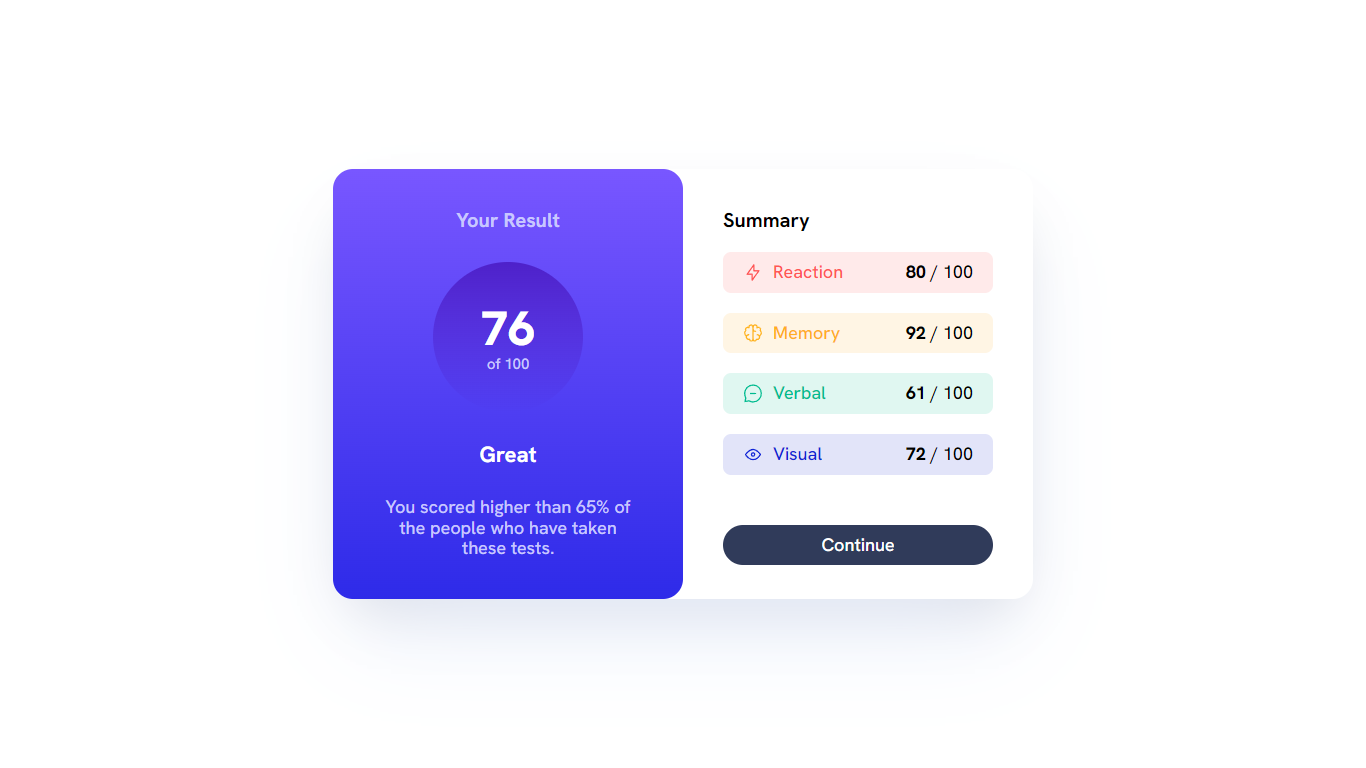 Your Result
76
of 100
Great
You scored higher than 65% of
the people who have taken
these tests.
Summary
Reaction 80 / 100
Memory 92 / 100
Verbal 61 / 100
Visual 72 / 100
Continue